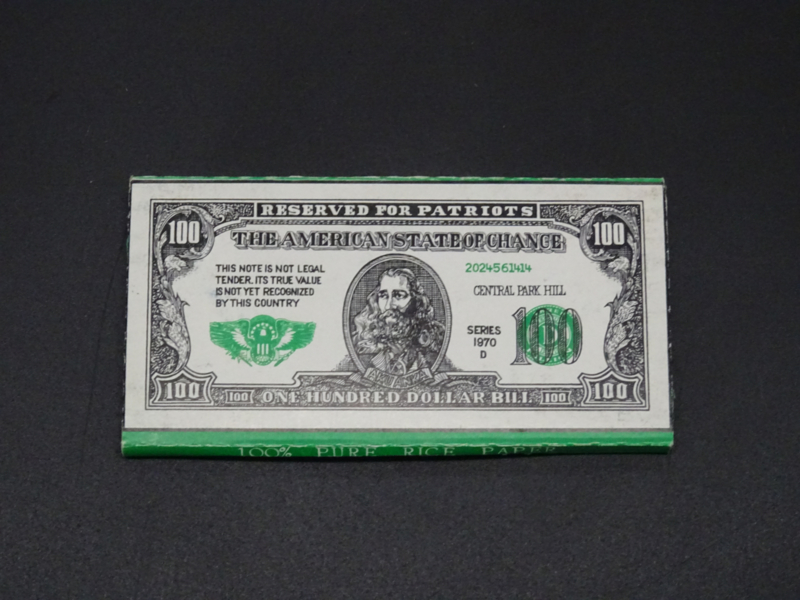 RESERVED FOR PATRIOTS
100 THE AMERICAN STATE OF CHANGE 100
THIS NOTE IS NOT LEGAL
TENDER. ITS TRUE VALUE
IS NOT YET RECOGNIZED
BY THIS COUNTRY
2024561414
CENTRAL PARK HILL
SERIES
1970
D
100
100 100 ONE HUNDRED DOLLAR BILL 100 100
100% PURE RICE PAPER